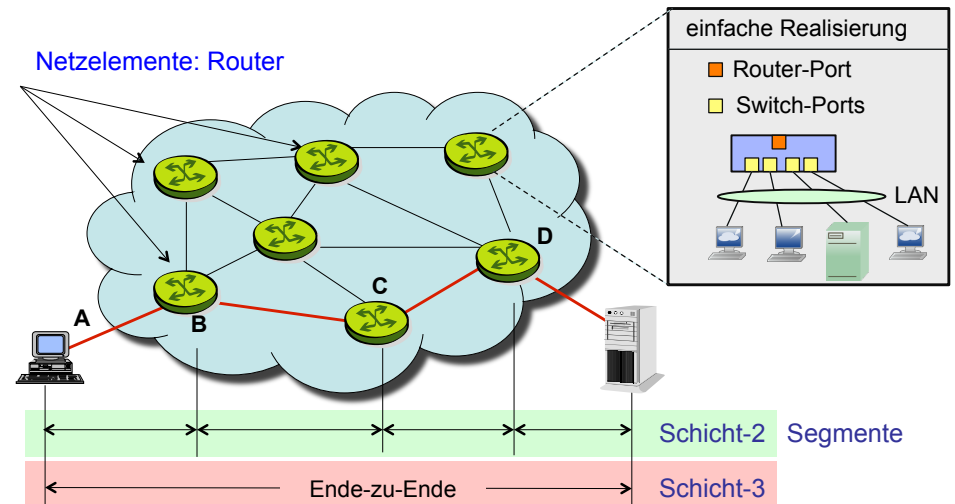 einfache Realisierung
Netzelemente: Router
Router-Port
Switch-Ports
LAN
D
C
A
B
Schicht-2 Segmente
Ende-zu-Ende Schicht-3